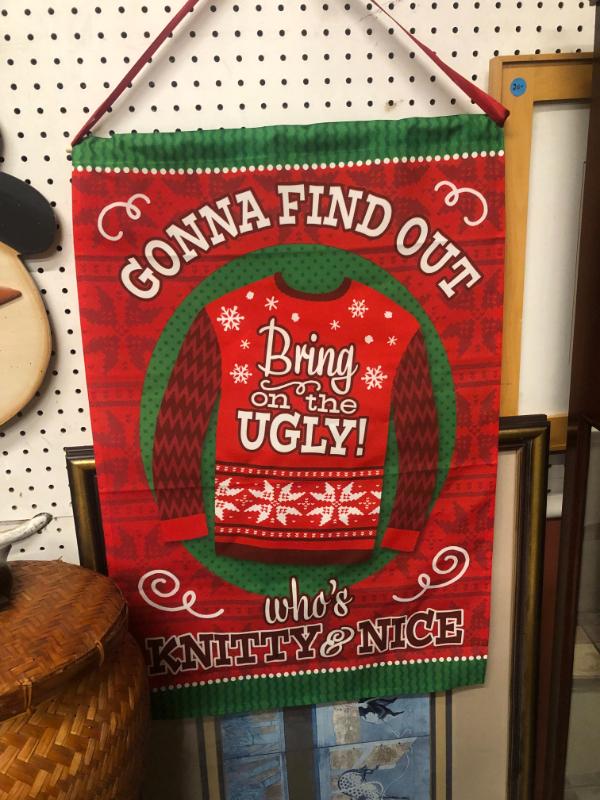 GONNA FIND OUT
Bring
on the
UGLY!
who's
KNITTY & NICE